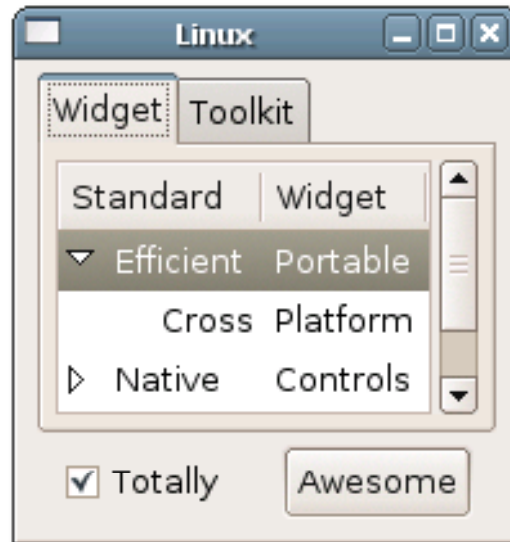 Linux
Widget Toolkit
Standard Widget
Efficient Portable
Cross Platform
Native Controls
Totally Awesome